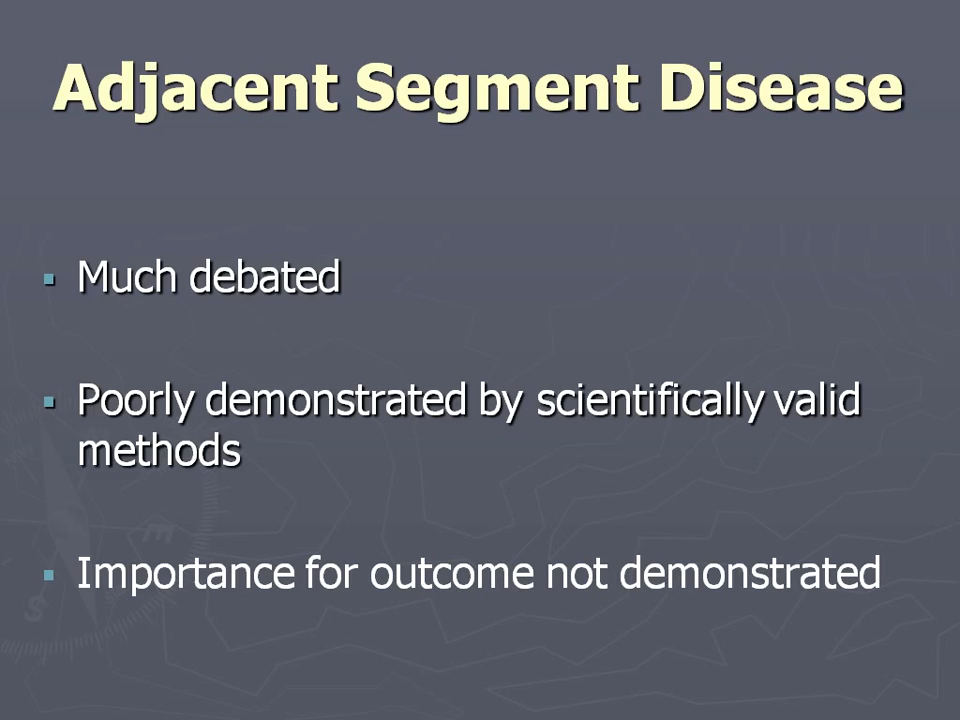 Adjacent Segment Disease
▪ Much debated
▪ Poorly demonstrated by scientifically valid
methods
▪ Importance for outcome not demonstrated
E
S